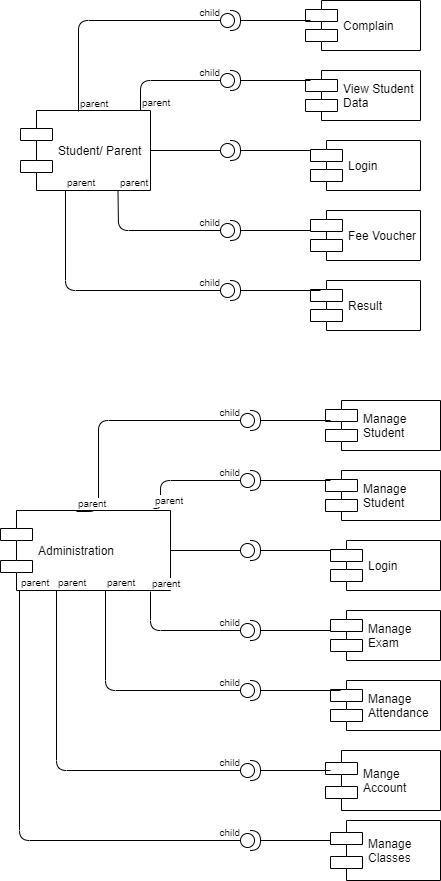 child
Complain
parent
child
parent
View Student
Data
Student/ Parent
Login
parent
parent
child
Fee Voucher
child
Result
child
Manage
Student
parent
child
parent
Manage
Student
Administration
Login
parent
parent
parent
parent
child
Manage
Exam
child
Manage
Attendance
child
Mange
Account
child
Manage
Classes